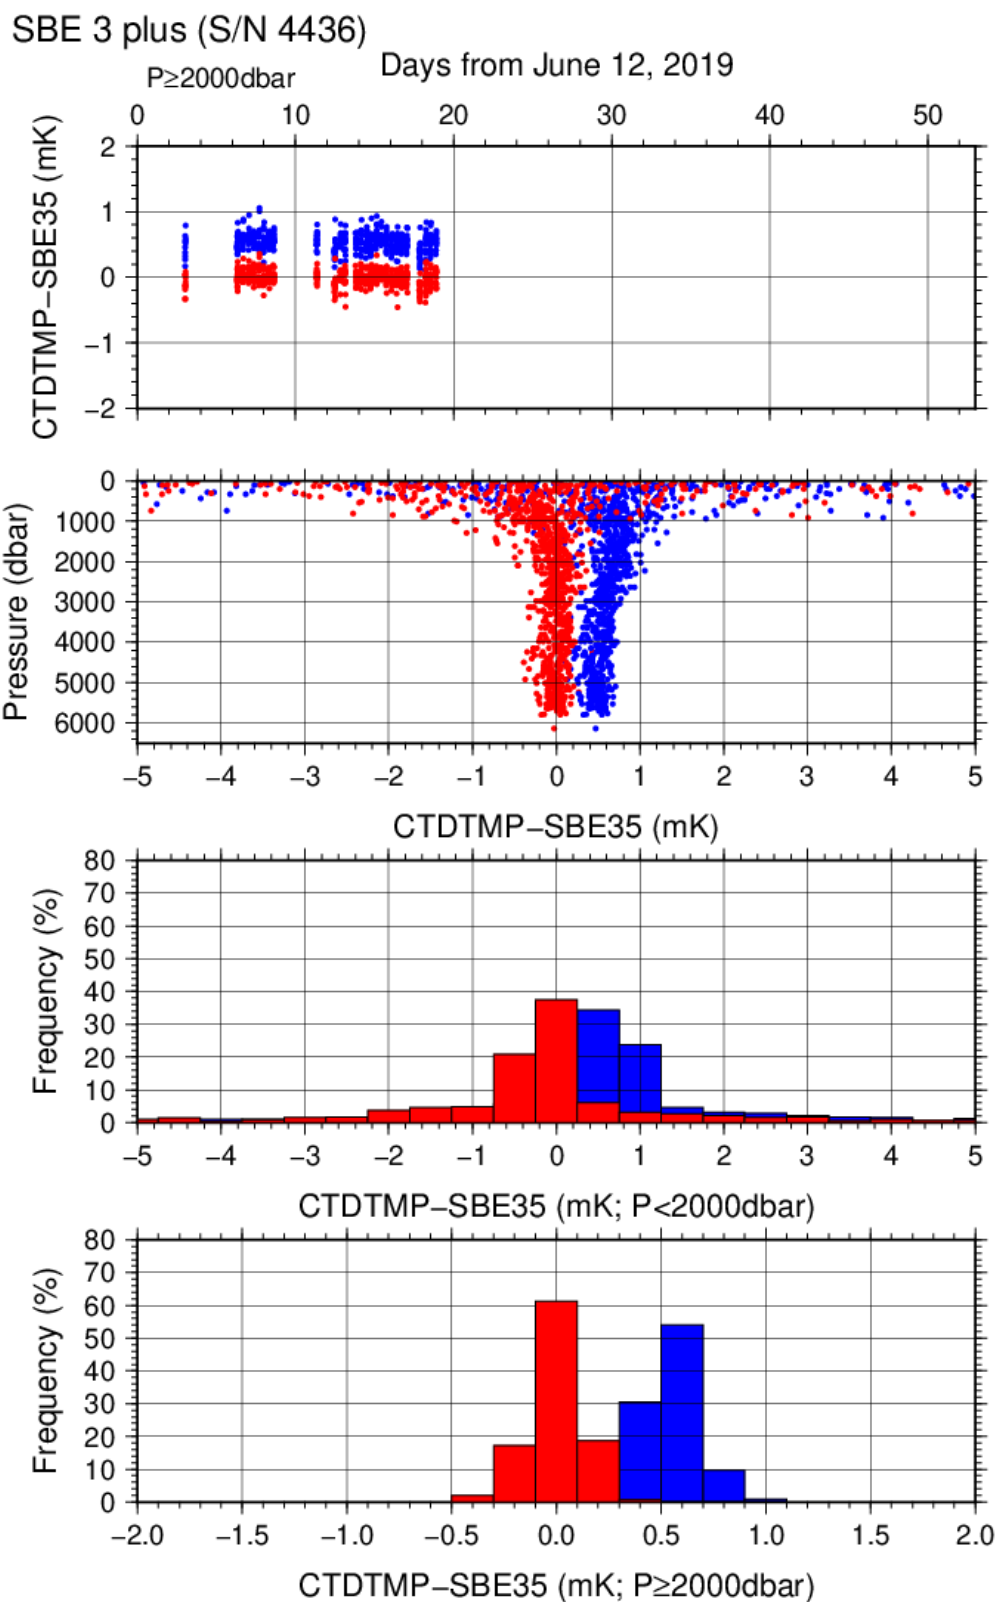 SBE 3 plus (S/N 4436)
P≥2000dbar
Days from June 12, 2019
0 10 20 30 40 50
CTDTMP−SBE35 (mK)
2
1
0
−1
−2
Pressure (dbar)
0
1000
2000
3000
4000
5000
6000
−5 −4 −3 −2 −1 0 1 2 3 4 5
CTDTMP−SBE35 (mK)
Frequency (%)
80
70
60
50
40
30
20
10
0
−5 −4 −3 −2 −1 0 1 2 3 4 5
CTDTMP−SBE35 (mK; P<2000dbar)
Frequency (%)
80
70
60
50
40
30
20
10
0
−2.0 −1.5 −1.0 −0.5 0.0 0.5 1.0 1.5 2.0
CTDTMP−SBE35 (mK; P≥2000dbar)